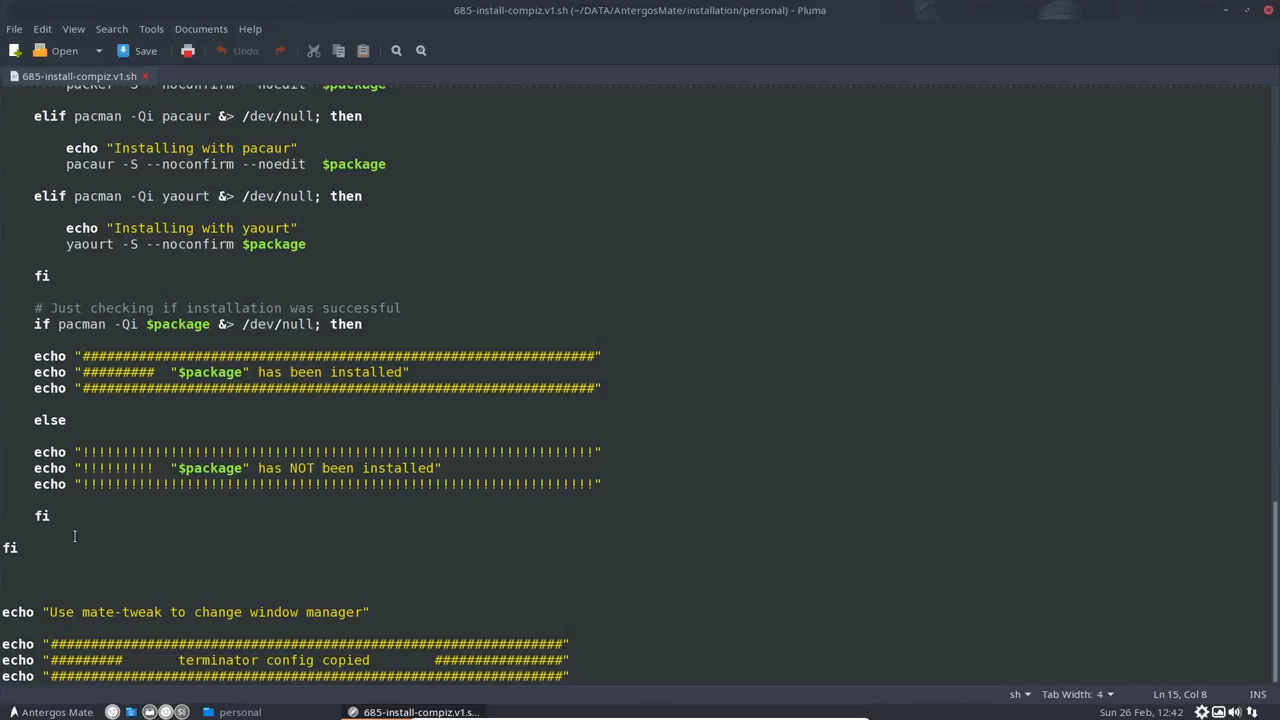 685-install-compiz.v1.sh (~/DATA/AntergosMate/installation/personal) - Pluma
File Edit View Search Tools Documents Help
Open Save Undo
685-install-compiz.v1.sh
packer -S --noconfirm --noedit $package
elif pacman -Qi pacaur &> /dev/null; then
echo "Installing with pacaur"
pacaur -S --noconfirm --noedit  $package
elif pacman -Qi yaourt &> /dev/null; then
echo "Installing with yaourt"
yaourt -S --noconfirm $package
fi
# Just checking if installation was successful
if pacman -Qi $package &> /dev/null; then
echo "################################################################"
echo "#########  "$package" has been installed"
echo "################################################################"
else
echo "!!!!!!!!!!!!!!!!!!!!!!!!!!!!!!!!!!!!!!!!!!!!!!!!!!!!!!!!!!!!!!!!"
echo "!!!!!!!!!  "$package" has NOT been installed"
echo "!!!!!!!!!!!!!!!!!!!!!!!!!!!!!!!!!!!!!!!!!!!!!!!!!!!!!!!!!!!!!!!!"
fi
fi
echo "Use mate-tweak to change window manager"
echo "################################################################"
echo "#########       terminator config copied        ################"
echo "################################################################"
sh Tab Width: 4 Ln 15, Col 8 INS
Antergos Mate personal 685-install-compiz.v1.s... Sun 26 Feb, 12:42